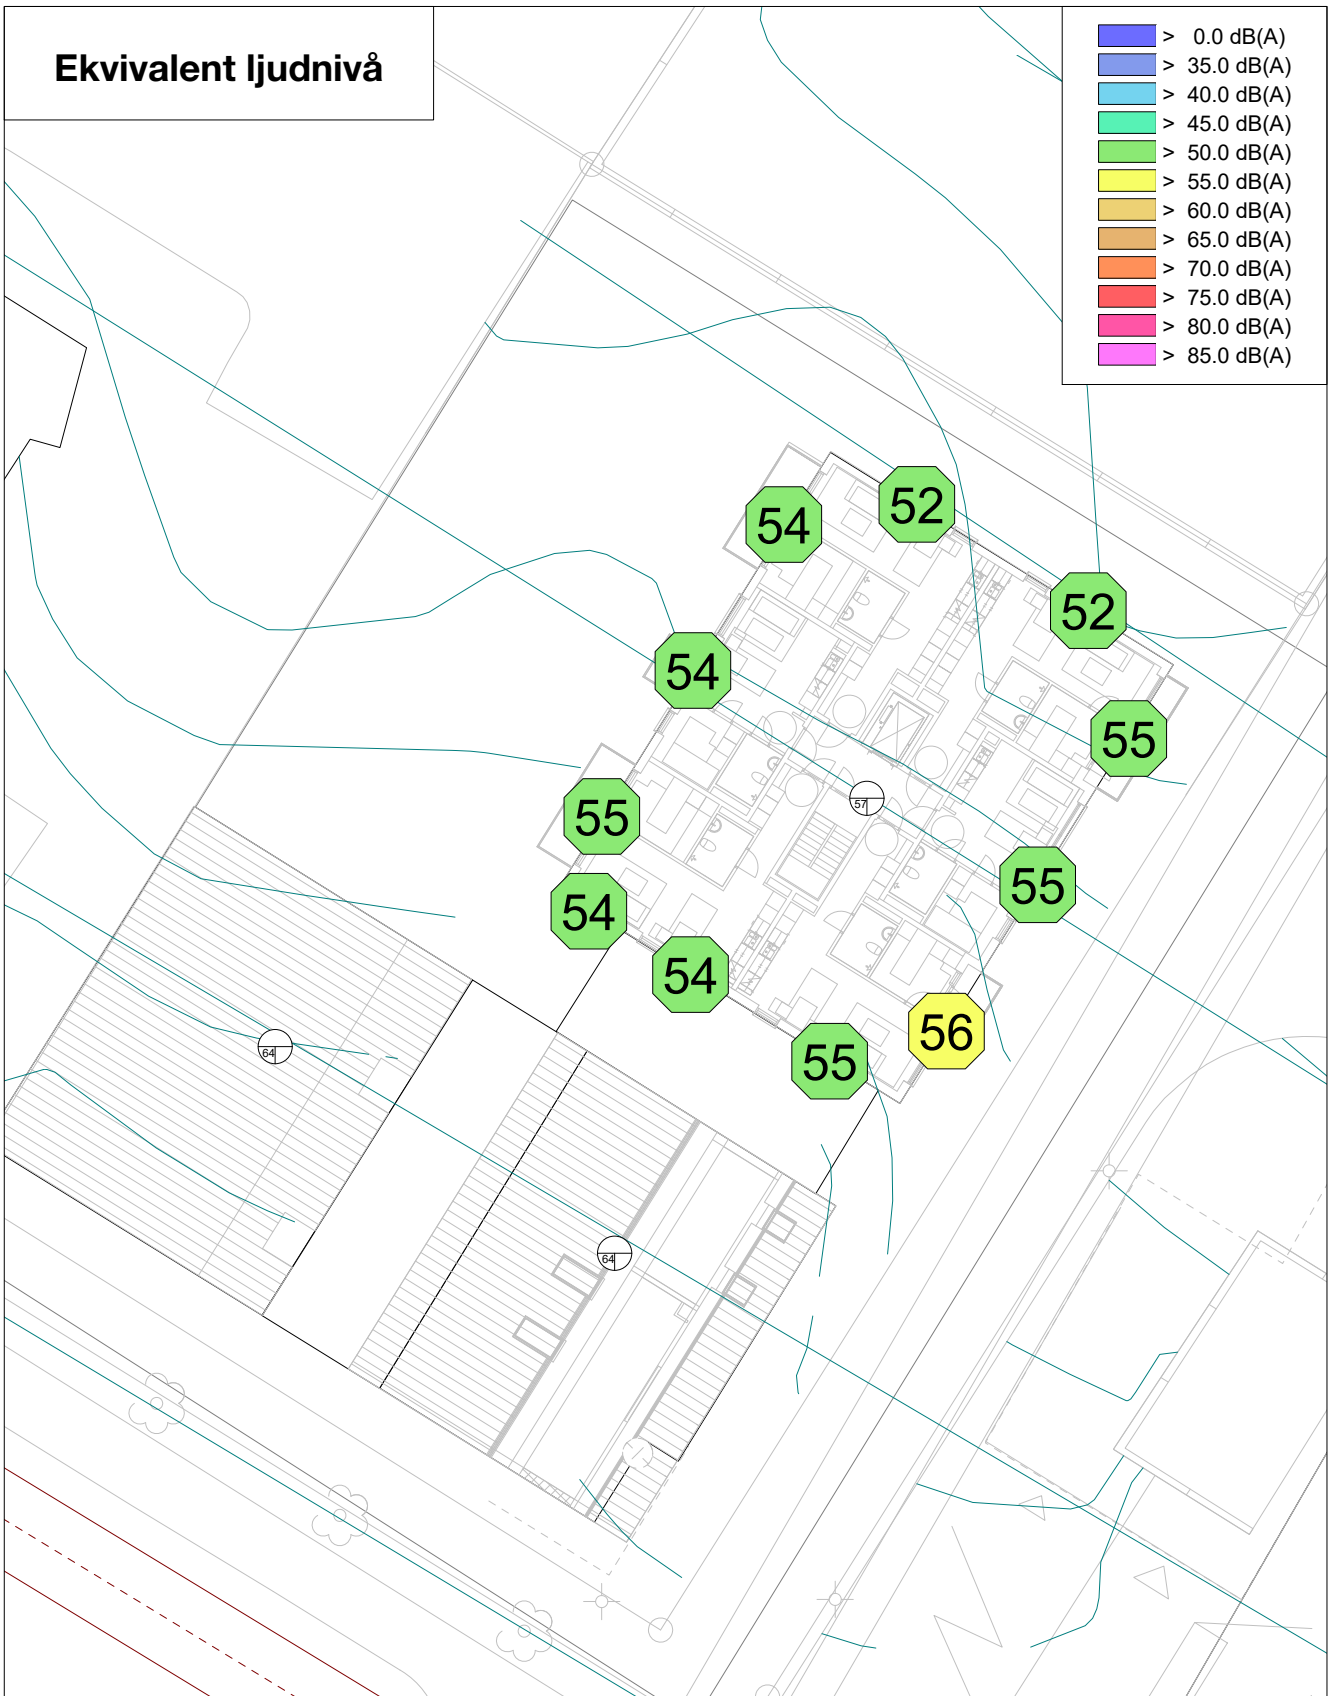 Ekvivalent ljudnivå
> 0.0 dB(A)
> 35.0 dB(A)
> 40.0 dB(A)
> 45.0 dB(A)
> 50.0 dB(A)
> 55.0 dB(A)
> 60.0 dB(A)
> 65.0 dB(A)
> 70.0 dB(A)
> 75.0 dB(A)
> 80.0 dB(A)
> 85.0 dB(A)
52
54
52
54
55
57
55
55
54
54
56
64
55
64